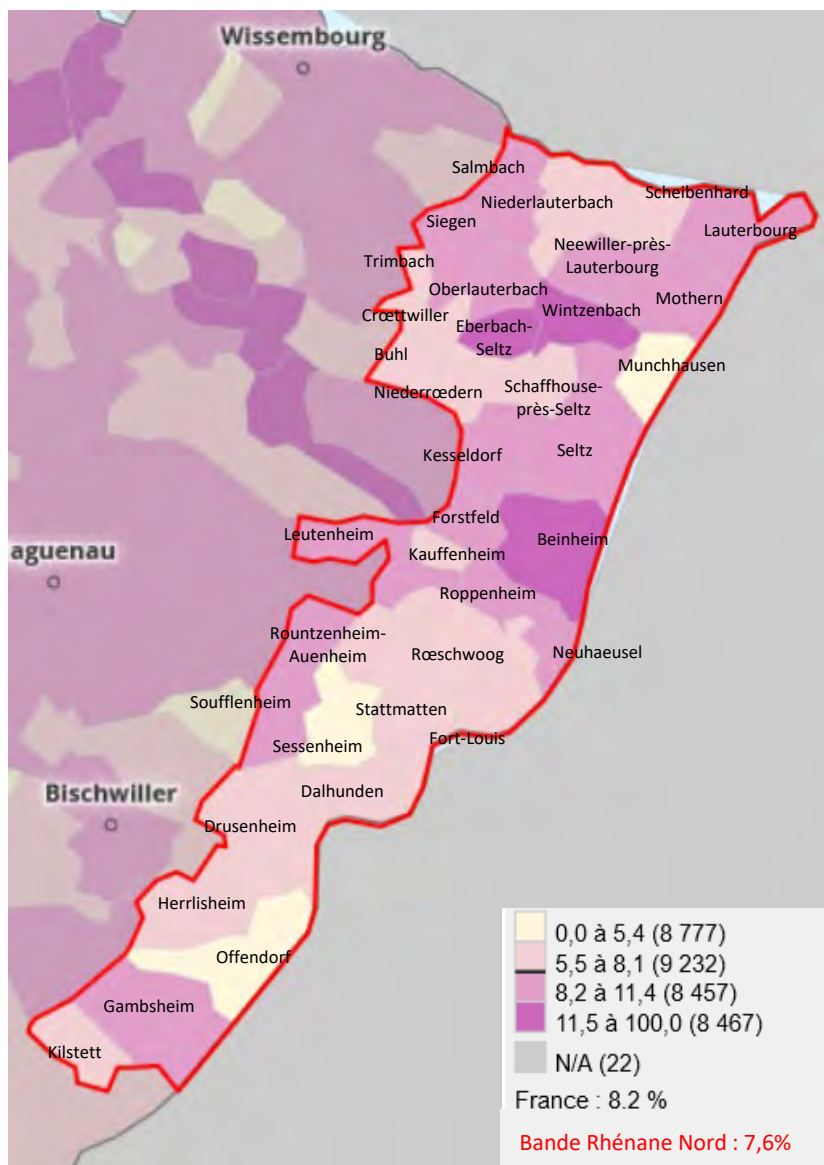 Wissembourg
Salmbach
Scheibenhard
Niederlauterbach
Siegen
Lauterbourg
Neewiller-près-
Lauterbourg
Trimbach
Oberlauterbach
Mothern
Wintzenbach
Crœttwiller
Eberbach-
Seltz
Buhl
Munchhausen
Niederrœdern
Schaffhouse-
près-Seltz
Kesseldorf
Seltz
Forstfeld
Leutenheim
Beinheim
aguenau
Kauffenheim
Roppenheim
Rountzenheim-
Auenheim
Rœschwoog
Neuhaeusel
Soufflenheim
Stattmatten
Sessenheim
Fort-Louis
Bischwiller
Dalhunden
Drusenheim
Herrlisheim
Offendorf
Gambsheim
Kilstett
0,0 à 5,4 (8 777)
5,5 à 8,1 (9 232)
8,2 à 11,4 (8 457)
11,5 à 100,0 (8 467)
N/A (22)
France : 8.2 %
Bande Rhénane Nord : 7,6%